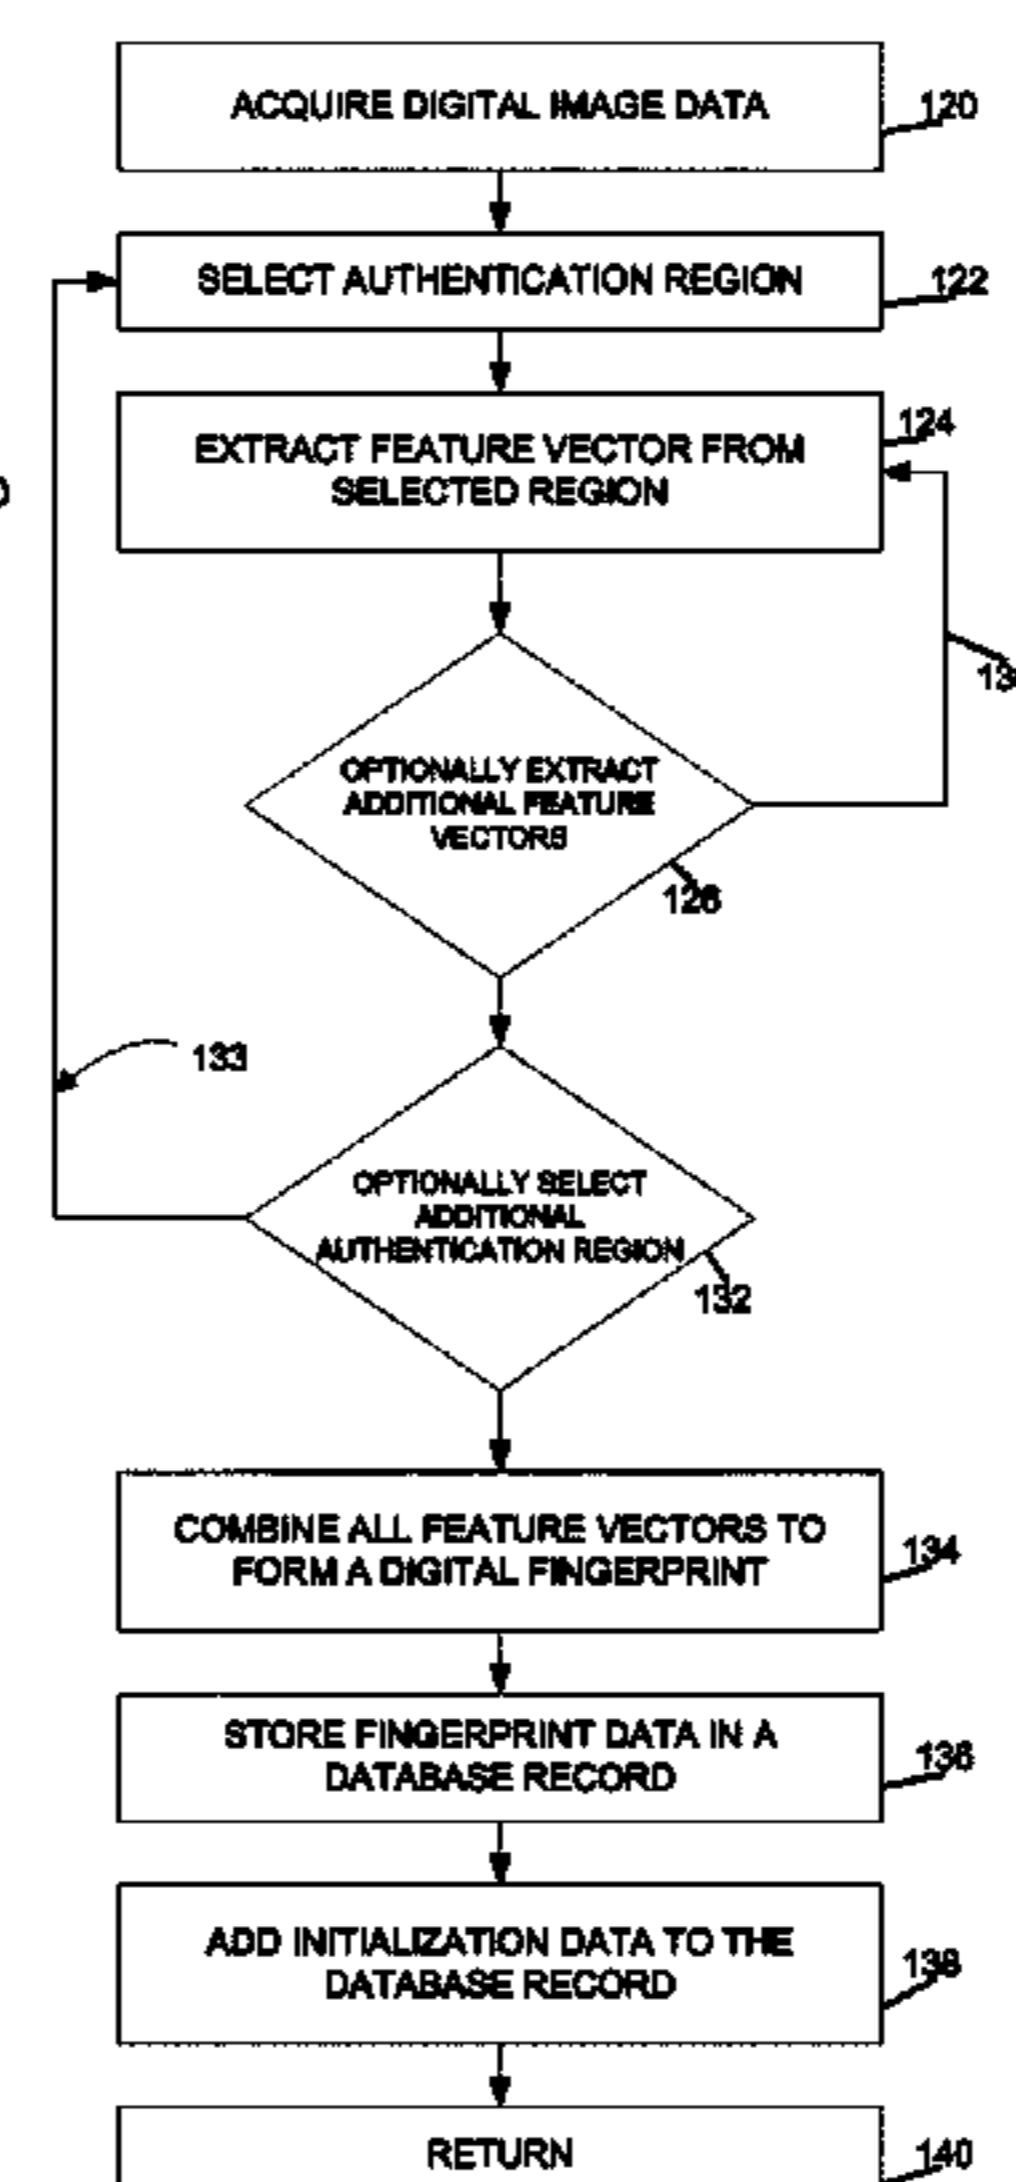 ACQUIRE DIGITAL IMAGE DATA
120
SELECT AUTHENTICATION REGION
122
124
EXTRACT FEATURE VECTOR FROM
SELECTED REGION
OPTIONALLY EXTRACT
ADDITIONAL FEATURE
VECTORS
126
133
OPTIONALLY SELECT
ADDITIONAL
AUTHENTICATION REGION
132
COMBINE ALL FEATURE VECTORS TO
FORM A DIGITAL FINGERPRINT
134
STORE FINGERPRINT DATA IN A
DATABASE RECORD
136
ADD INITIALIZATION DATA TO THE
DATABASE RECORD
138
RETURN
140